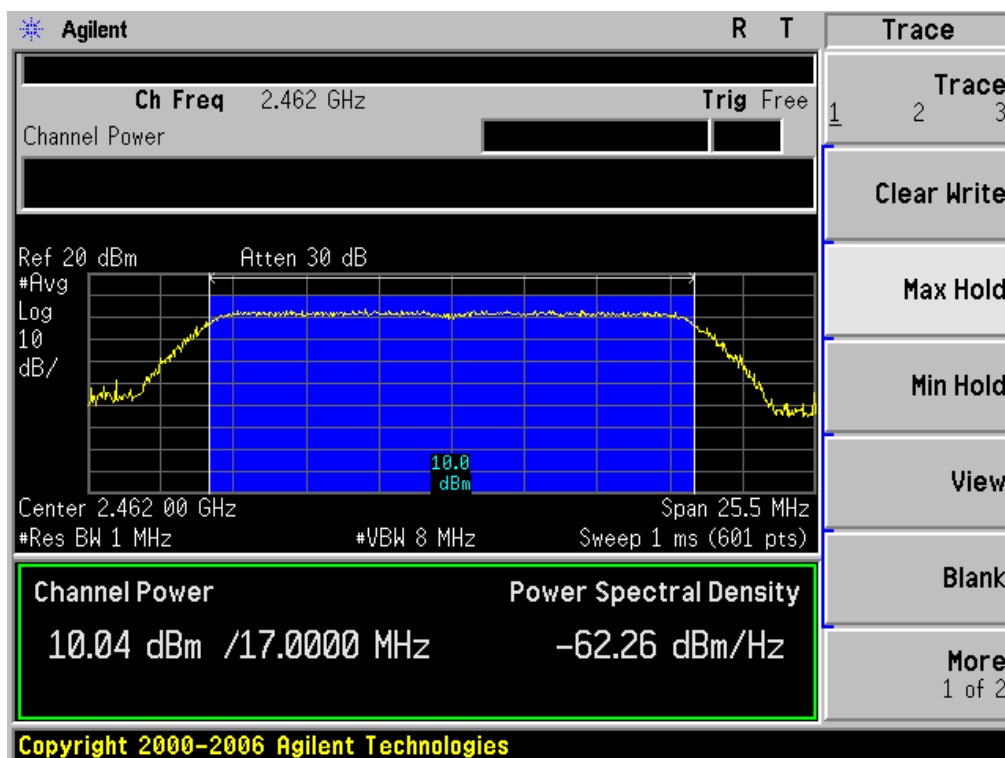 Agilent R T
Trace
Ch Freq 2.462 GHz Trig Free
Channel Power
Trace
1 2 3
Clear Write
Ref 20 dBm Atten 30 dB
#Avg
Log
10
dB/
Max Hold
Min Hold
10.0
dBm
View
Center 2.462 00 GHz Span 25.5 MHz
#Res BW 1 MHz #VBW 8 MHz Sweep 1 ms (601 pts)
Blank
Channel Power Power Spectral Density
10.04 dBm /17.0000 MHz -62.26 dBm/Hz
More
1 of 2
Copyright 2000-2006 Agilent Technologies